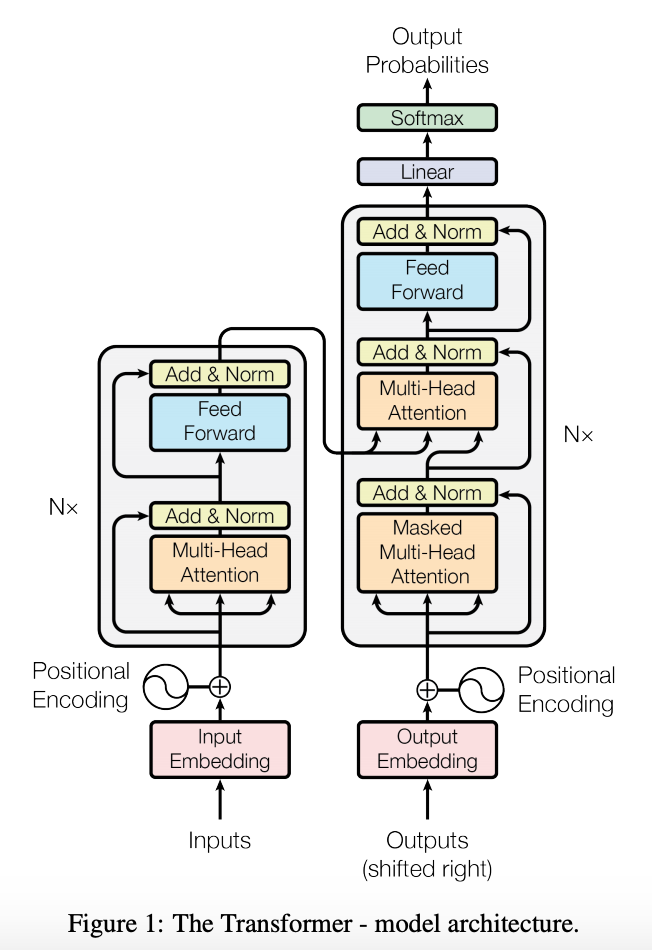 Output
Probabilities
Softmax
Linear
Add & Norm
Feed
Forward
Add & Norm
Multi-Head
Attention
Add & Norm
Masked
Multi-Head
Attention
N×
Add & Norm
Feed
Forward
Add & Norm
Multi-Head
Attention
N×
Positional
Encoding
Positional
Encoding
Input
Embedding
Output
Embedding
Inputs
Outputs
(shifted right)
Figure 1: The Transformer - model architecture.